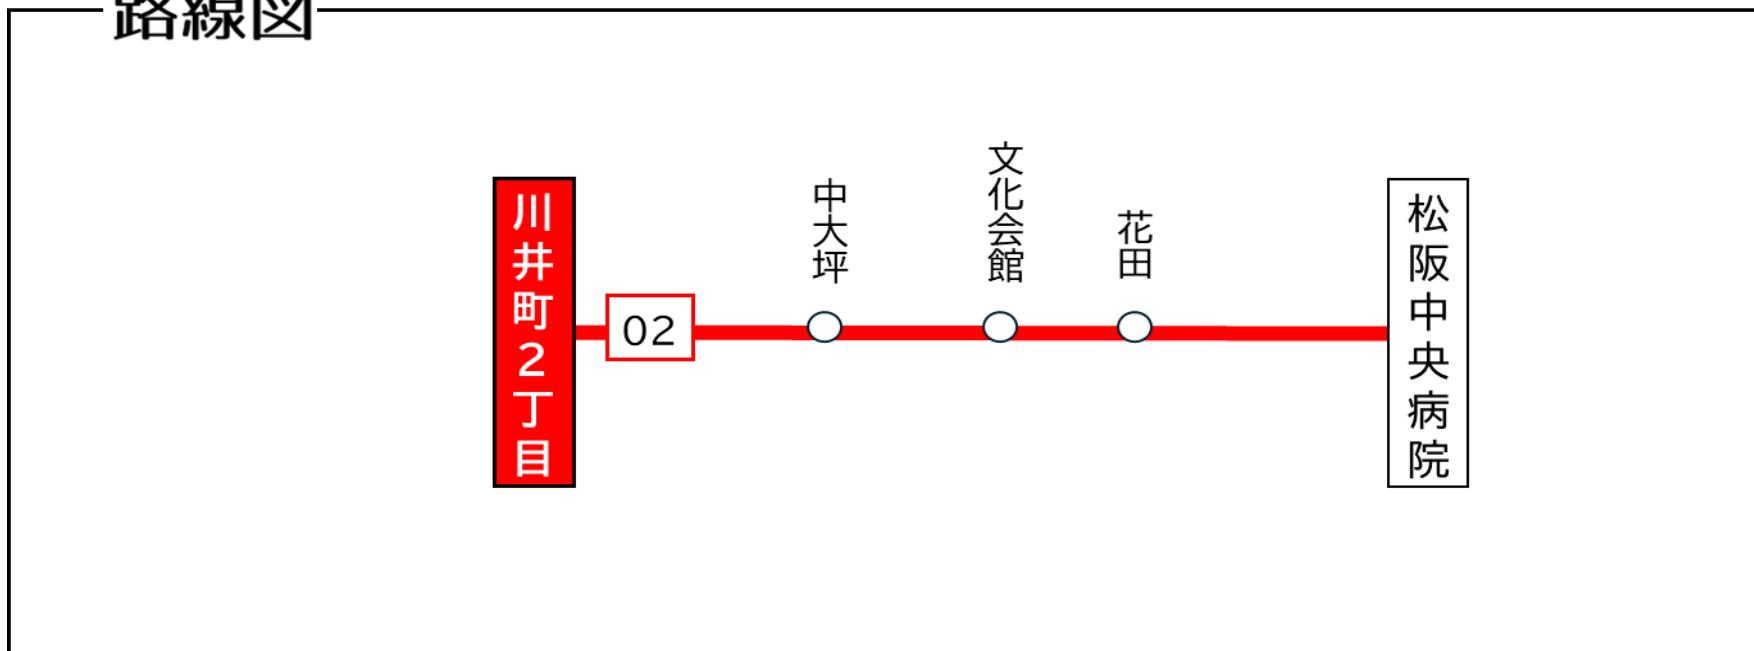 路線図
川井町2丁目
02
中大坪
文化会館
花田
松阪中央病院